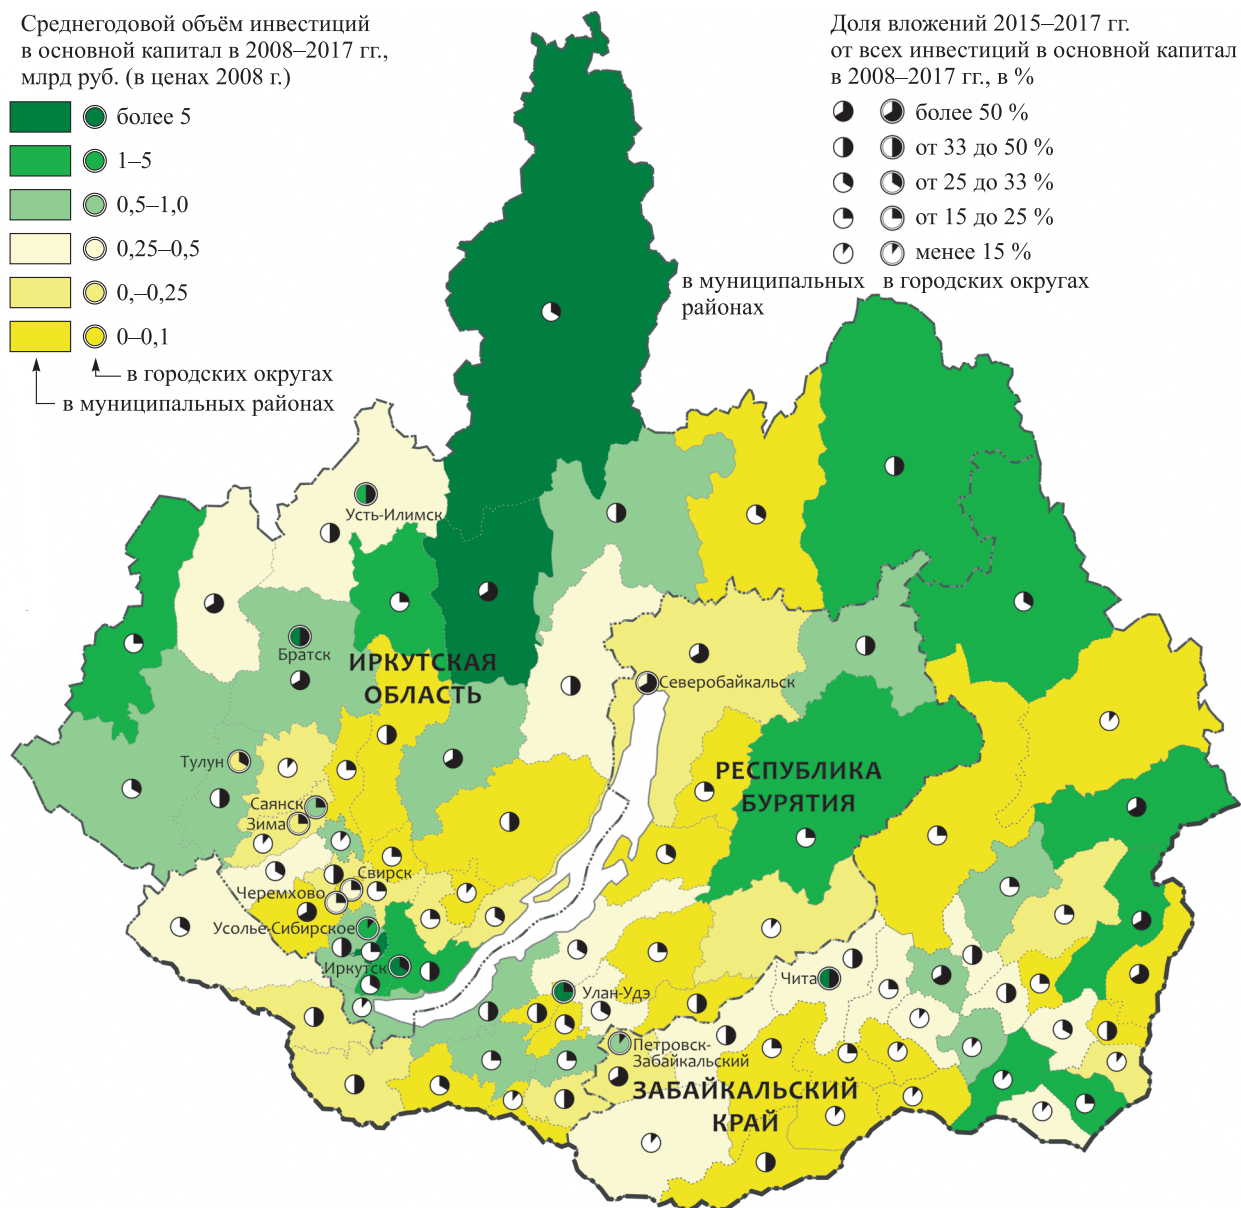 Среднегодовой объём инвестиций
в основной капитал в 2008–2017 гг.,
млрд руб. (в ценах 2008 г.)
более 5
1–5
0,5–1,0
0,25–0,5
0,–0,25
0–0,1
в городских округах
в муниципальных районах
Доля вложений 2015–2017 гг.
от всех инвестиций в основной капитал
в 2008–2017 гг., в %
более 50 %
от 33 до 50 %
от 25 до 33 %
от 15 до 25 %
менее 15 %
в муниципальных
районах
в городских округах
Усть-Илимск
Братск
ИРКУТСКАЯ
ОБЛАСТЬ
Северобайкальск
Тулун
РЕСПУБЛИКА
БУРЯТИЯ
Саянск
Зима
Свирск
Черемхово
Усолье-Сибирское
Иркутск
Чита
Улан-Удэ
Петровск-
Забайкальский
ЗАБАЙКАЛЬСКИЙ
КРАЙ